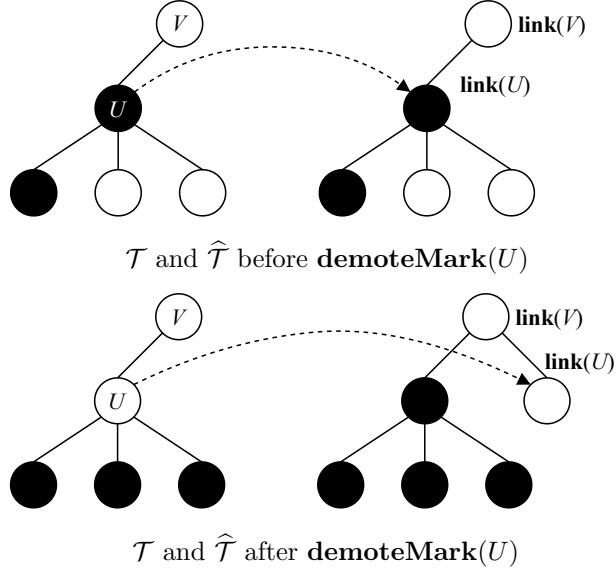 V link(V)
U link(U)
𝒯 and 𝒯̂ before demoteMark(U)
V link(V)
link(U)
U
𝒯 and 𝒯̂ after demoteMark(U)